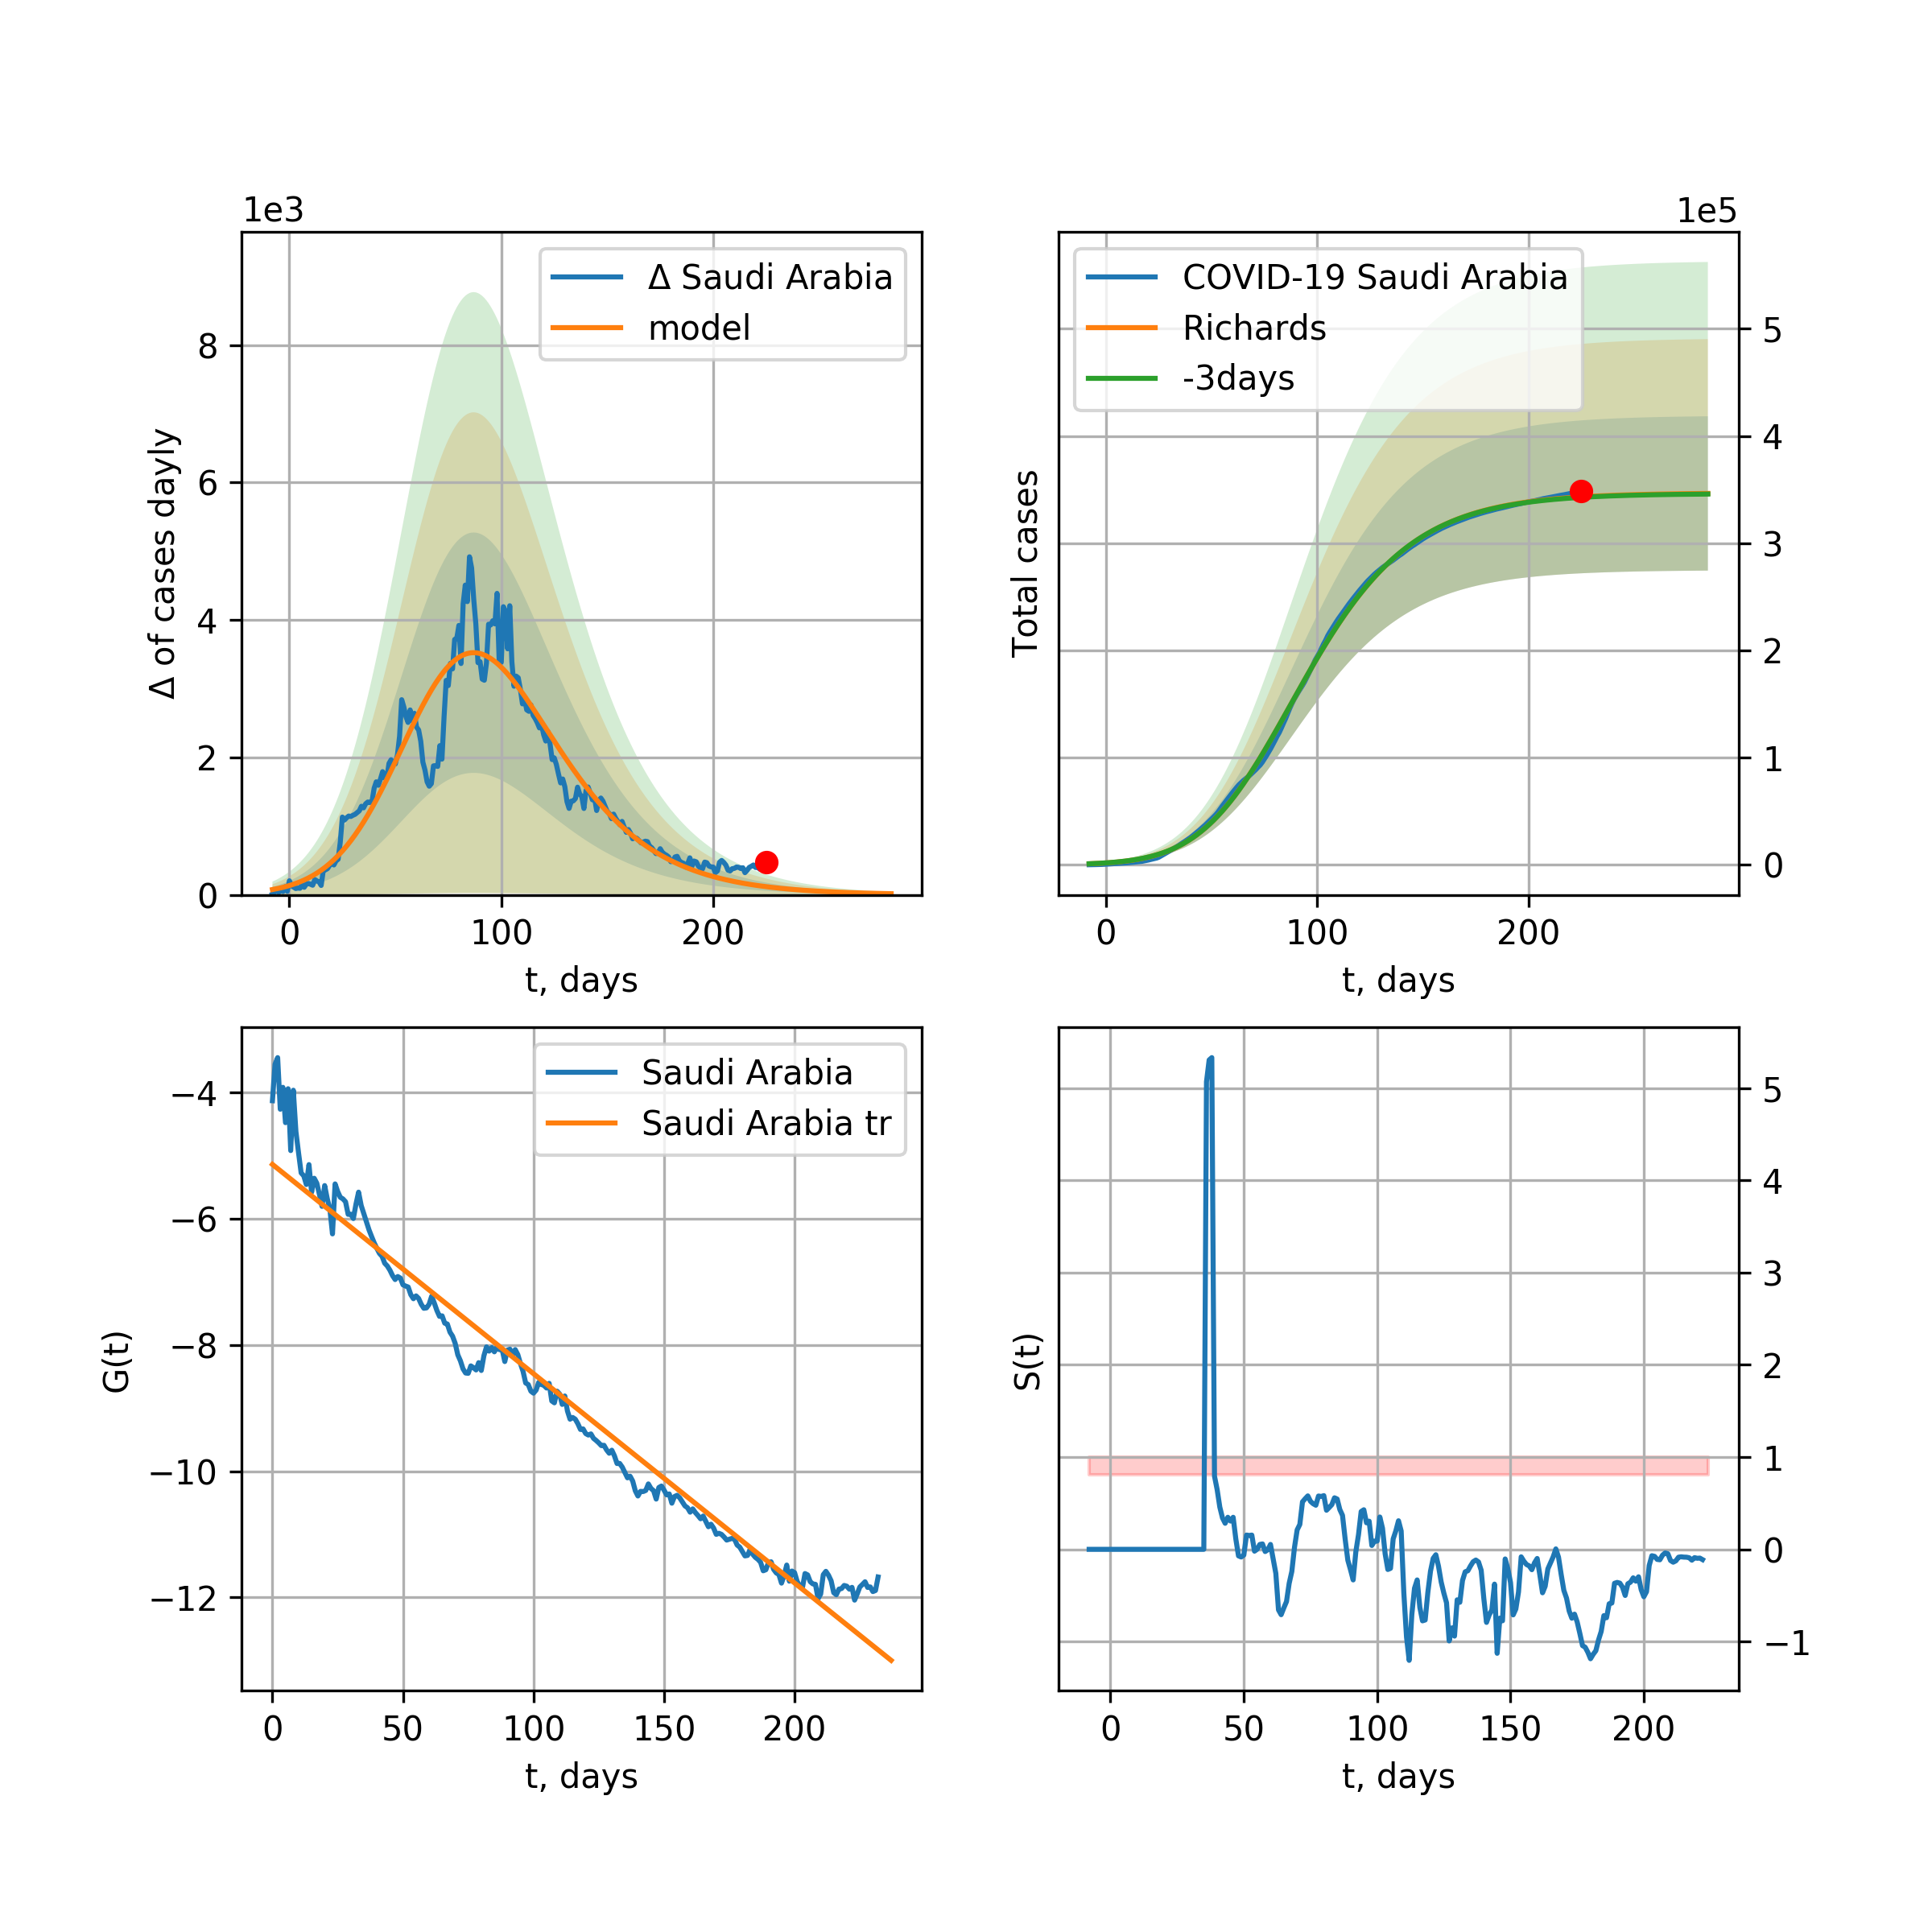 1e3
Δ of cases dayly
8
6
4
2
0
Δ Saudi Arabia
model
0 100 200
t, days
1e5
Total cases
COVID-19 Saudi Arabia
Richards
-3days
5
4
3
2
1
0
0 100 200
t, days
G(t)
−4
−6
−8
−10
−12
Saudi Arabia
Saudi Arabia tr
0 50 100 150 200
t, days
S(t)
5
4
3
2
1
0
−1
0 50 100 150 200
t, days